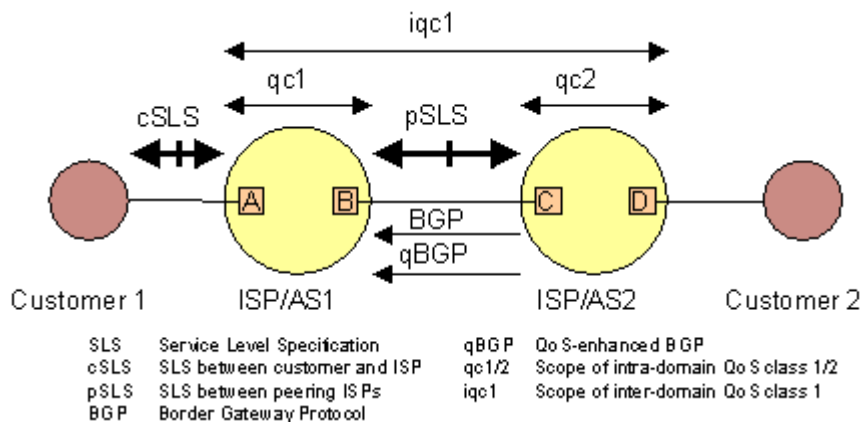 iqc1
qc1
qc2
cSLS
pSLS
A
B
C
D
BGP
qBGP
Customer 1
ISP/AS1
ISP/AS2
Customer 2
SLS Service Level Specification
cSLS SLS between customer and ISP
pSLS SLS between peering ISPs
BGP Border Gateway Protocol
qBGP QoS-enhanced BGP
qc1/2 Scope of intra-domain QoS class 1/2
iqc1 Scope of inter-domain QoS class 1